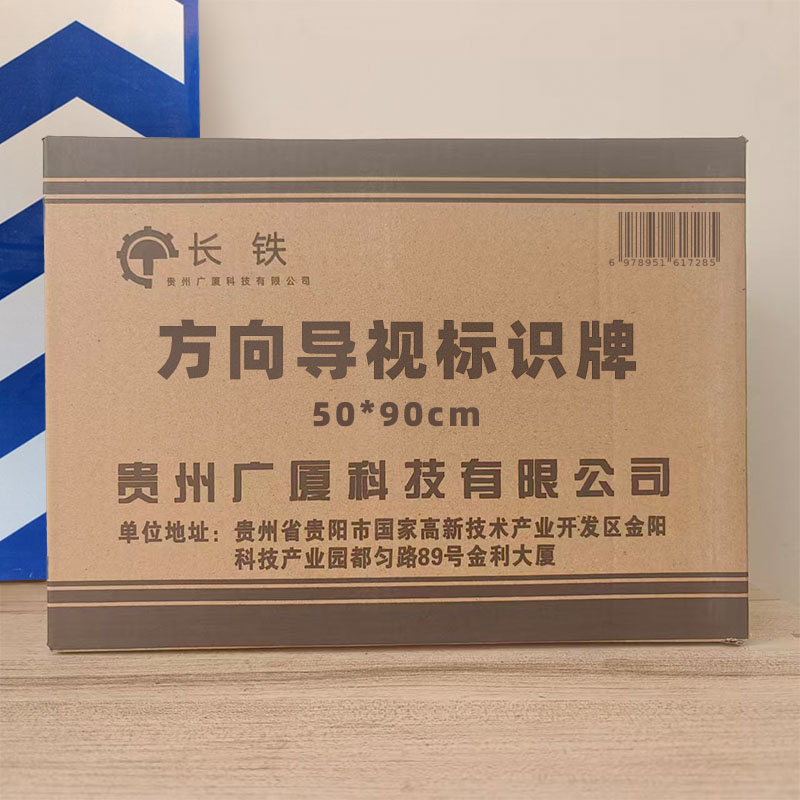 长铁
贵州广厦科技有限公司
6 978951 617285
方向导视标识牌
50*90cm
贵州广厦科技有限公司
单位地址：贵州省贵阳市国家高新技术产业开发区金阳
科技产业园都匀路89号金利大厦